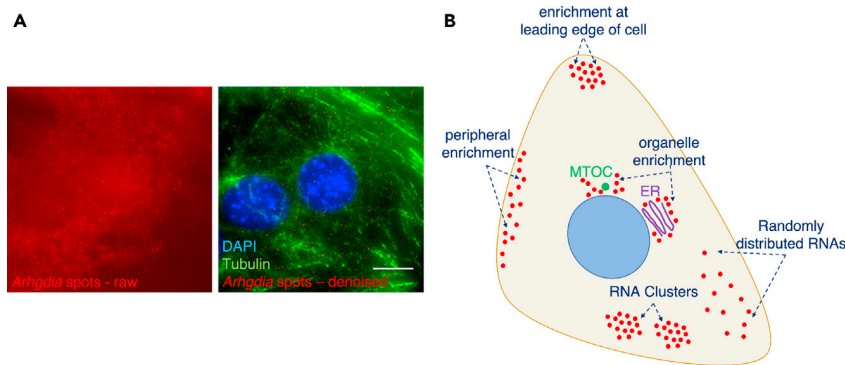 A
B
Arhgdia spots - raw
DAPI
Tubulin
Arhgdia spots – denoised
enrichment at
leading edge of cell
peripheral
enrichment
organelle
enrichment
MTOC
ER
Randomly
distributed RNAs
RNA Clusters